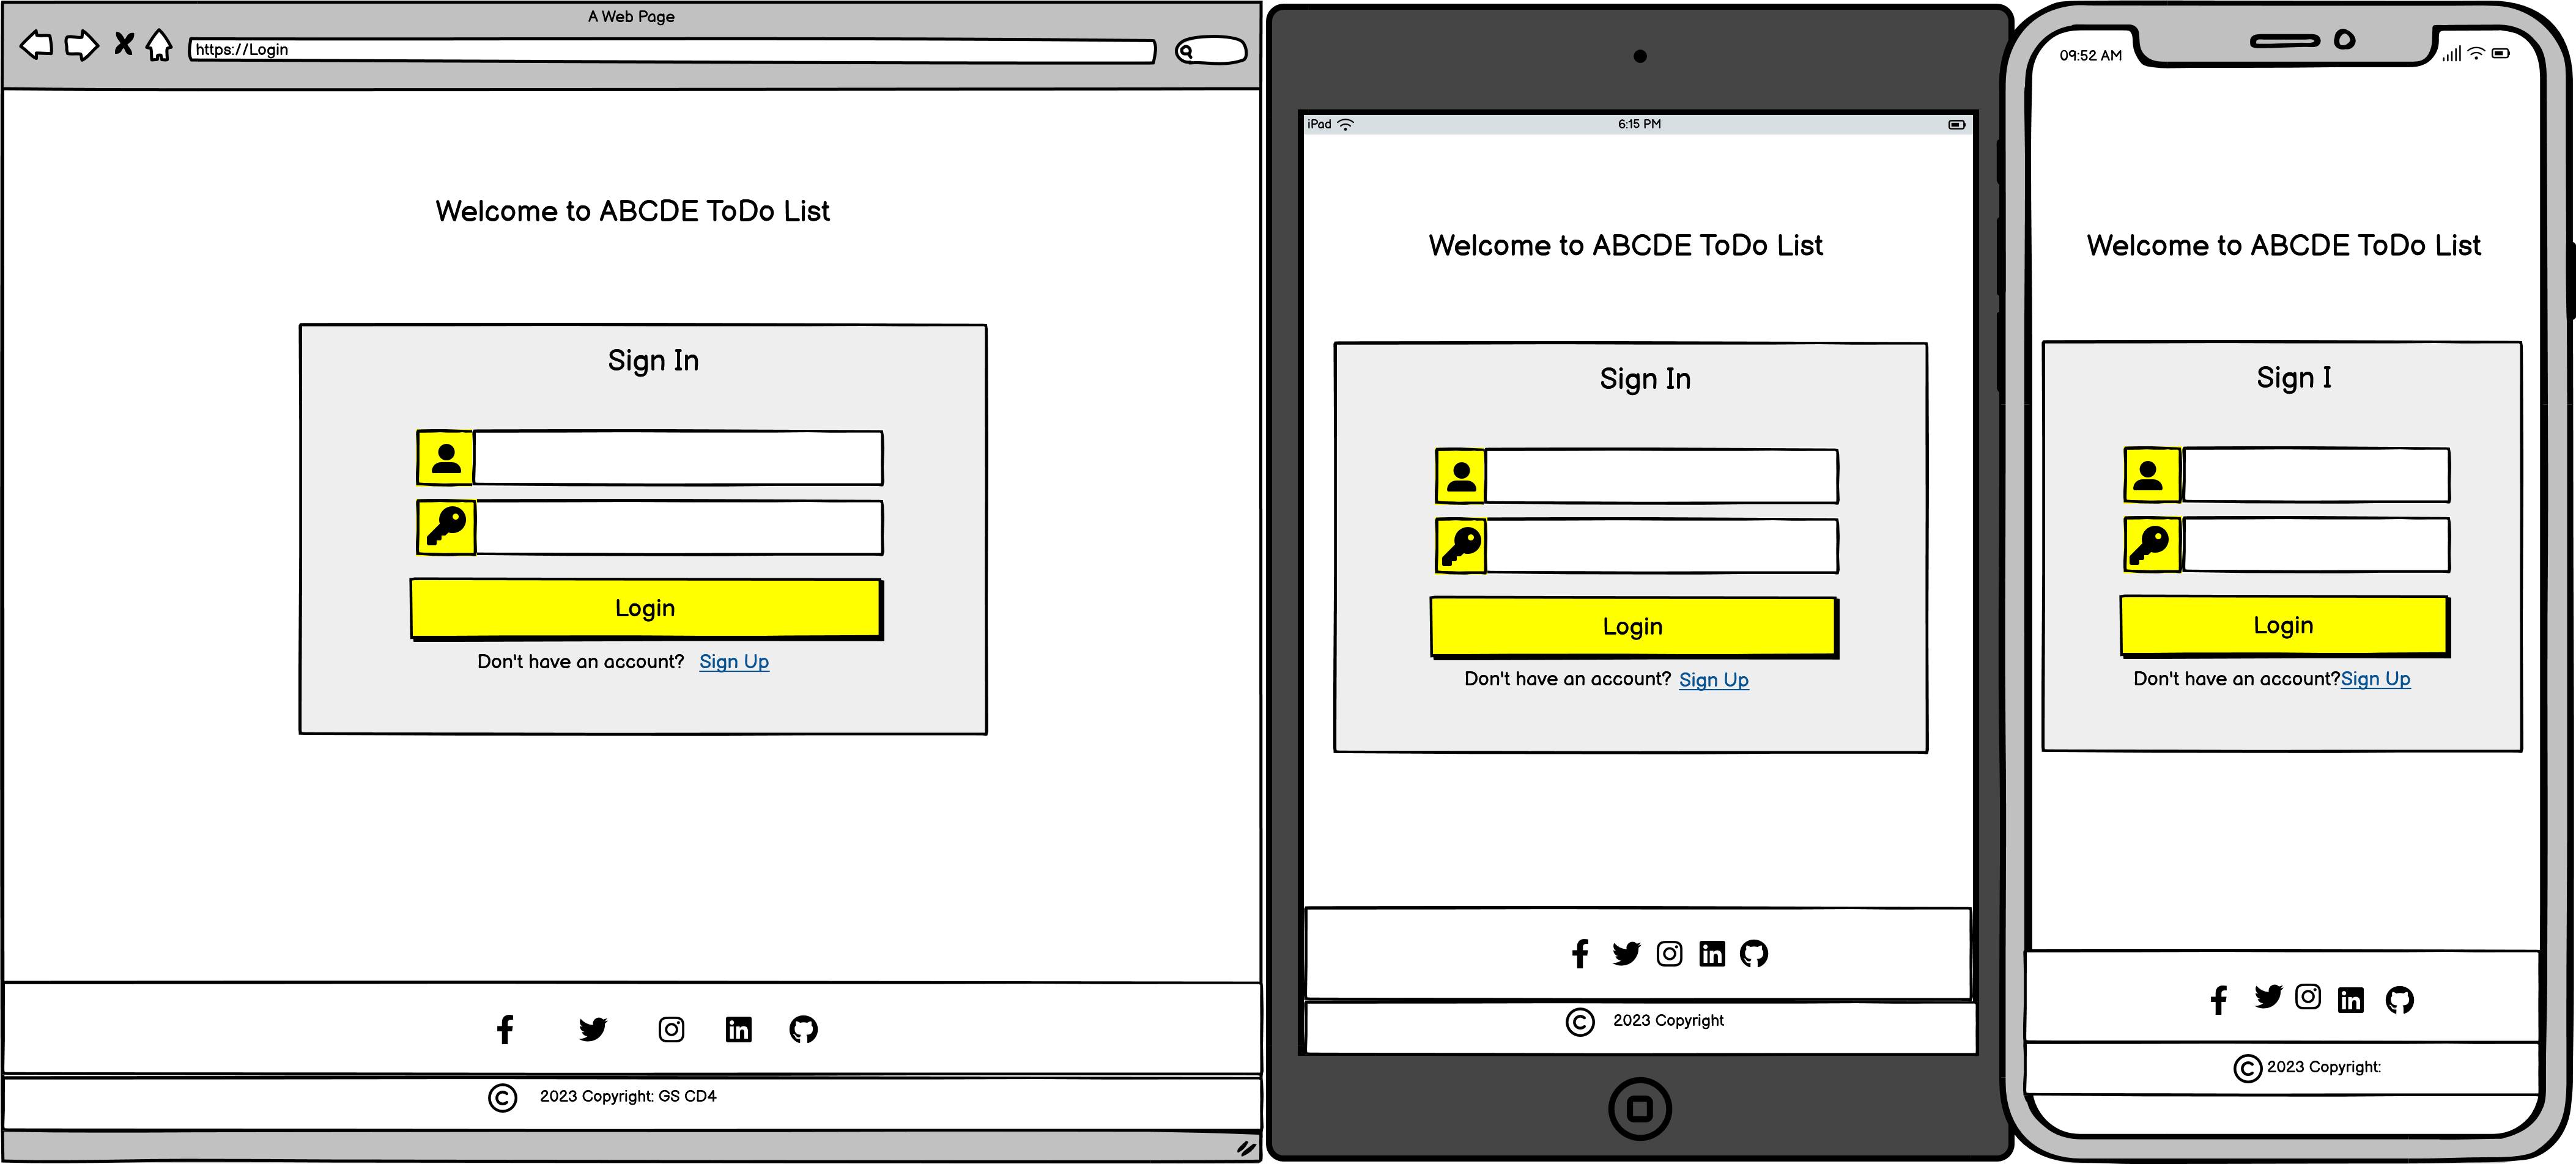 A Web Page
https://Login
Welcome to ABCDE ToDo List
Sign In
Login
Don't have an account? Sign Up
2023 Copyright: GS CD4
iPad 6:15 PM
Welcome to ABCDE ToDo List
Sign In
Login
Don't have an account? Sign Up
2023 Copyright
09:52 AM
Welcome to ABCDE ToDo List
Sign I
Login
Don't have an account?Sign Up
2023 Copyright: